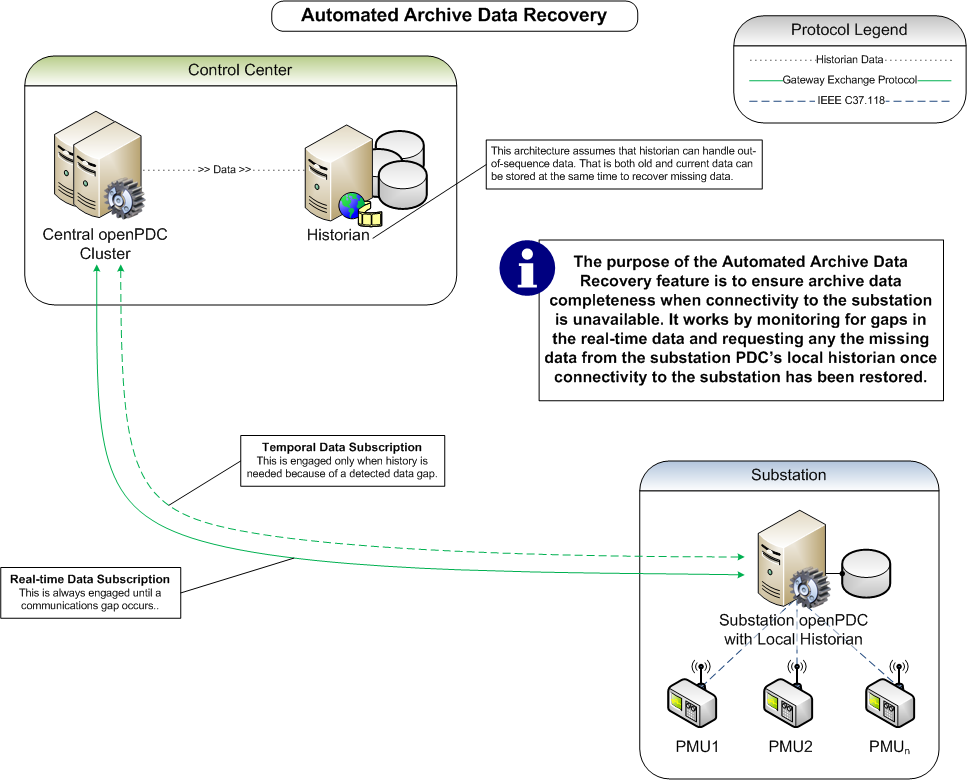 Automated Archive Data Recovery
Protocol Legend
Historian Data
Gateway Exchange Protocol
IEEE C37.118
Control Center
>> Data >>
Central openPDC
Cluster
Historian
This architecture assumes that historian can handle out-
of-sequence data. That is both old and current data can
be stored at the same time to recover missing data.
i
The purpose of the Automated Archive Data
Recovery feature is to ensure archive data
completeness when connectivity to the substation
is unavailable. It works by monitoring for gaps in
the real-time data and requesting any the missing
data from the substation PDC’s local historian once
connectivity to the substation has been restored.
Temporal Data Subscription
This is engaged only when history is
needed because of a detected data gap.
Real-time Data Subscription
This is always engaged until a
communications gap occurs..
Substation
Substation openPDC
with Local Historian
PMU1
PMU2
PMUn